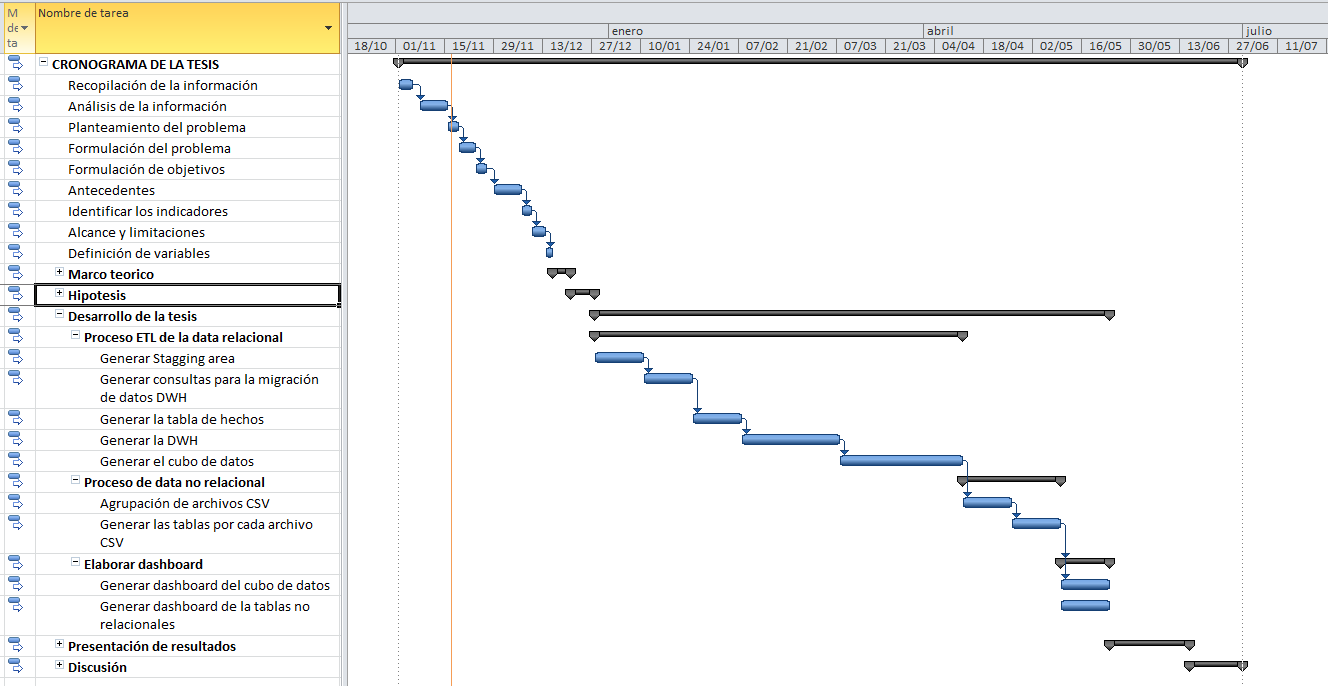 M
de
ta
Nombre de tarea
enero
abril
julio
18/10 01/11 15/11 29/11 13/12 27/12 10/01 24/01 07/02 21/02 07/03 21/03 04/04 18/04 02/05 16/05 30/05 13/06 27/06 11/07
CRONOGRAMA DE LA TESIS
Recopilación de la información
Análisis de la información
Planteamiento del problema
Formulación del problema
Formulación de objetivos
Antecedentes
Identificar los indicadores
Alcance y limitaciones
Definición de variables
Marco teorico
Hipotesis
Desarrollo de la tesis
Proceso ETL de la data relacional
Generar Stagging area
Generar consultas para la migración
de datos DWH
Generar la tabla de hechos
Generar la DWH
Generar el cubo de datos
Proceso de data no relacional
Agrupación de archivos CSV
Generar las tablas por cada archivo
CSV
Elaborar dashboard
Generar dashboard del cubo de datos
Generar dashboard de la tablas no
relacionales
Presentación de resultados
Discusión